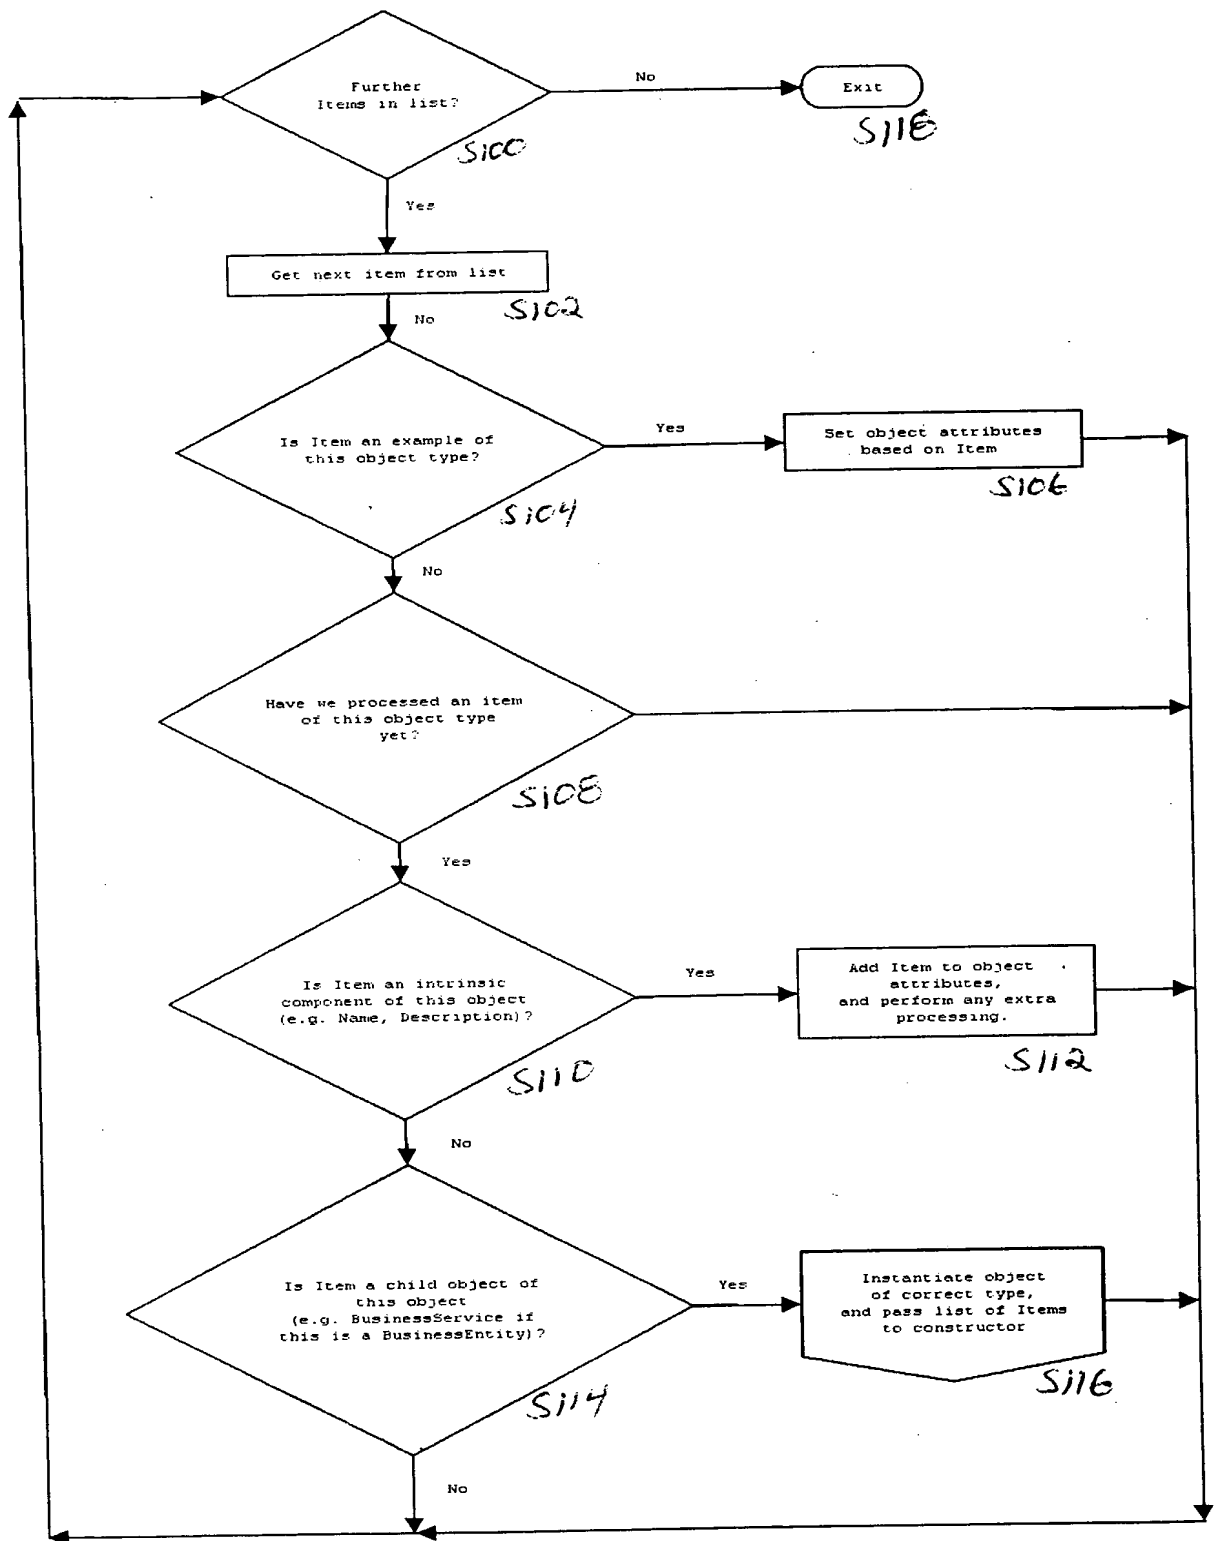 Further
Items in list?
No
Exit
S100
S118
Yes
Get next item from list
S102
No
Is Item an example of
this object type?
Yes
Set object attributes
based on Item
S104
S106
No
Have we processed an item
of this object type
yet?
S108
Yes
Is Item an intrinsic
component of this object
(e.g. Name, Description)?
Yes
Add Item to object
attributes,
and perform any extra
processing.
S110
S112
No
Is Item a child object of
this object
(e.g. BusinessService if
this is a BusinessEntity)?
Yes
Instantiate object
of correct type,
and pass list of Items
to constructor
S114
S116
No